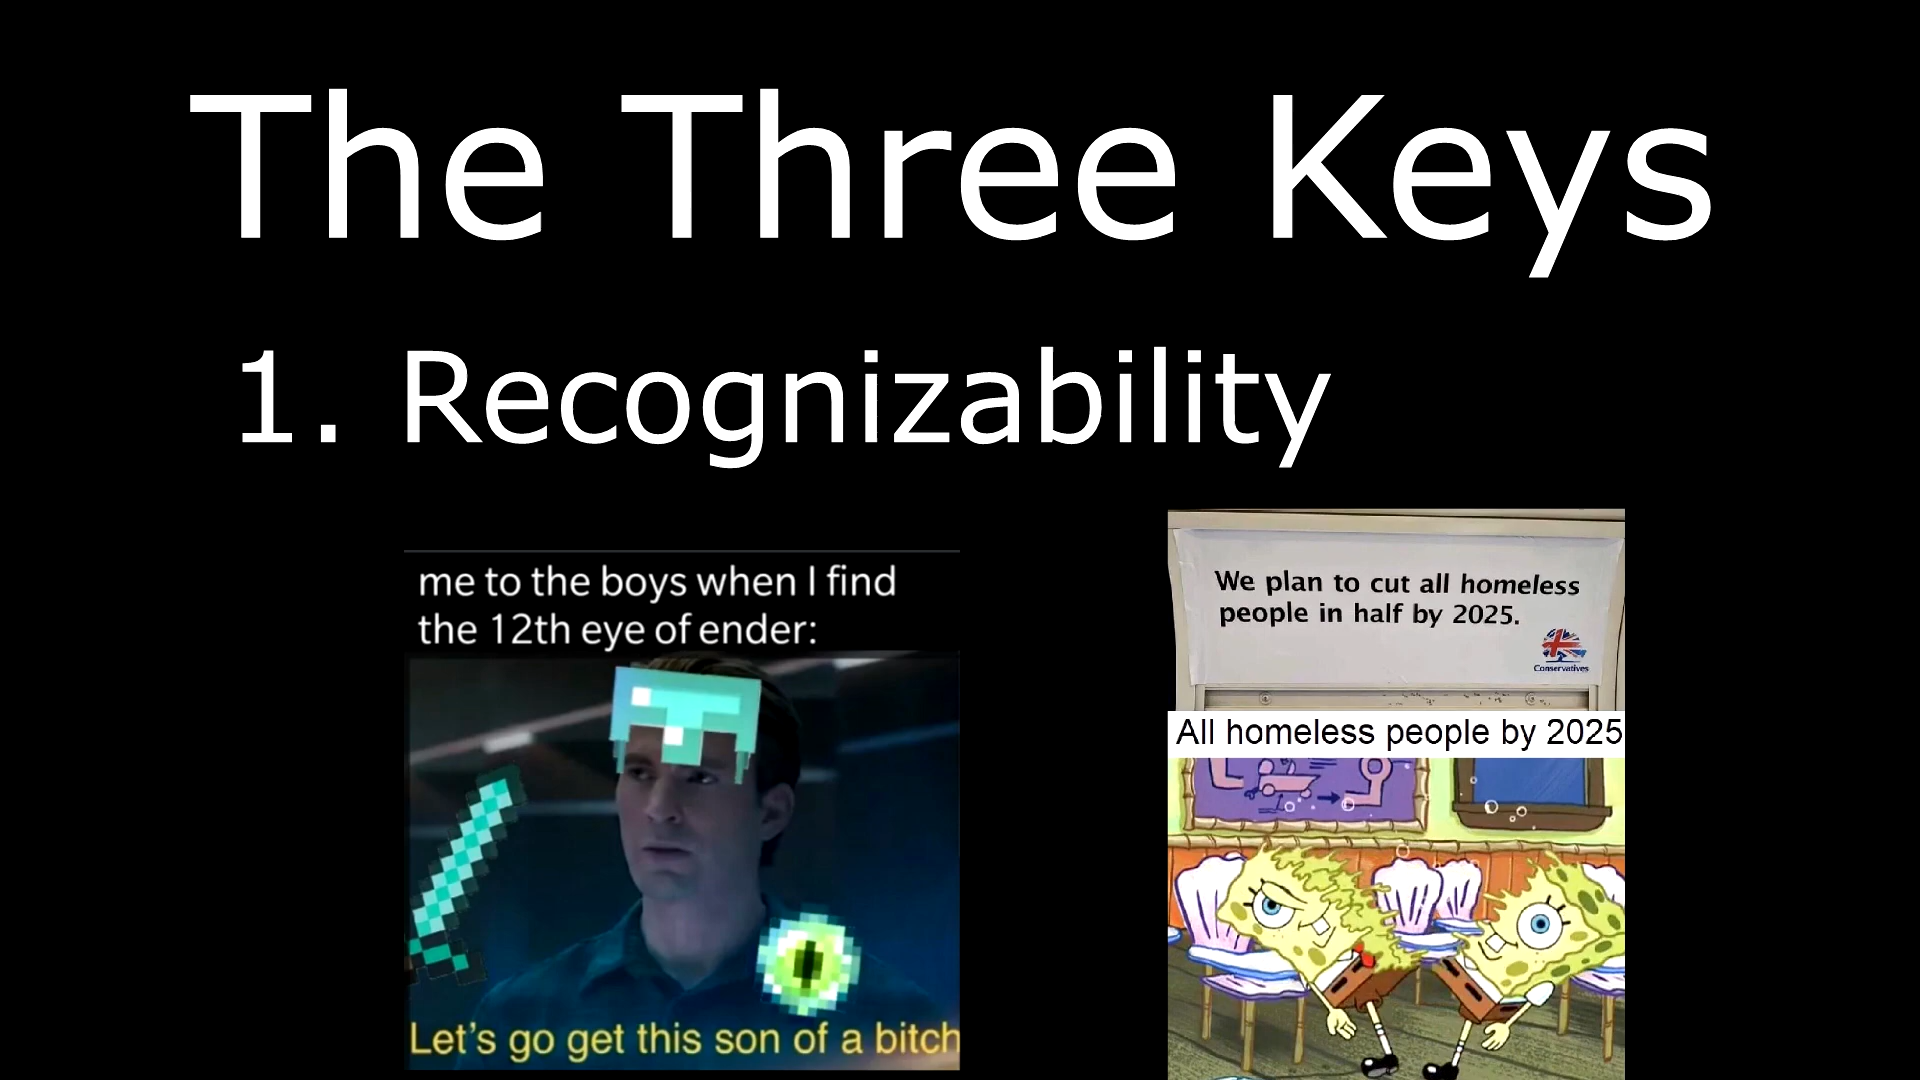 The Three Keys
1. Recognizability
me to the boys when I find
the 12th eye of ender:
Let's go get this son of a bitch
We plan to cut all homeless
people in half by 2025.
Conservatives
All homeless people by 2025